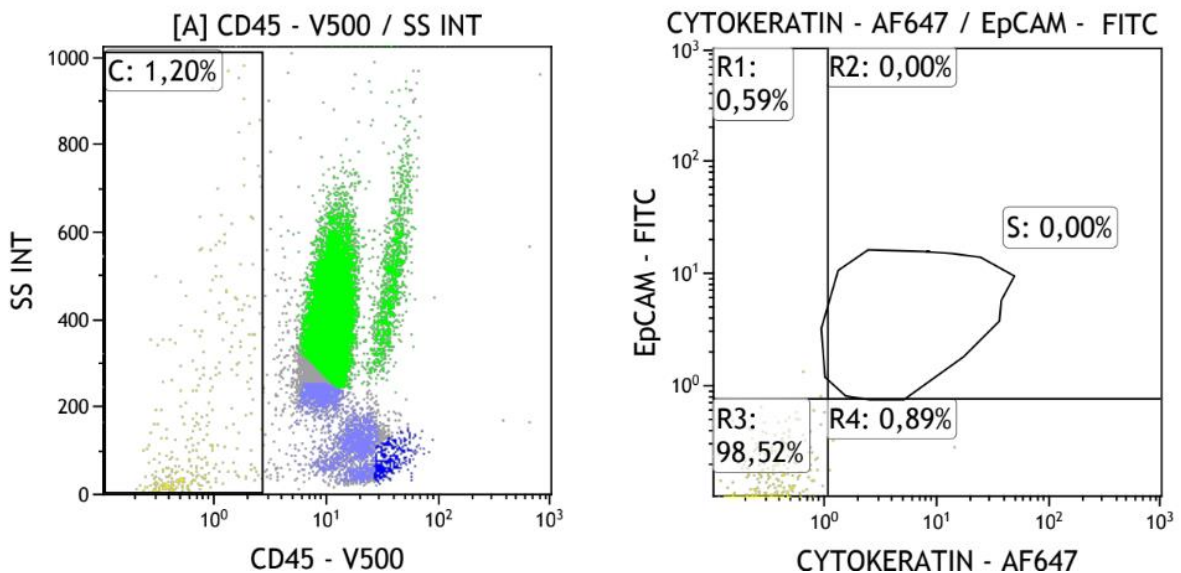 [A] CD45 - V500 / SS INT
C: 1,20%
1000
800
600
400
200
0
SS INT
10⁰
10¹
10²
10³
CD45 - V500
CYTOKERATIN - AF647 / EpCAM - FITC
R1:
0,59%
R2: 0,00%
S: 0,00%
R3:
98,52%
R4: 0,89%
10³
10²
10¹
10⁰
EpCAM - FITC
10⁰
10¹
10²
10³
CYTOKERATIN - AF647